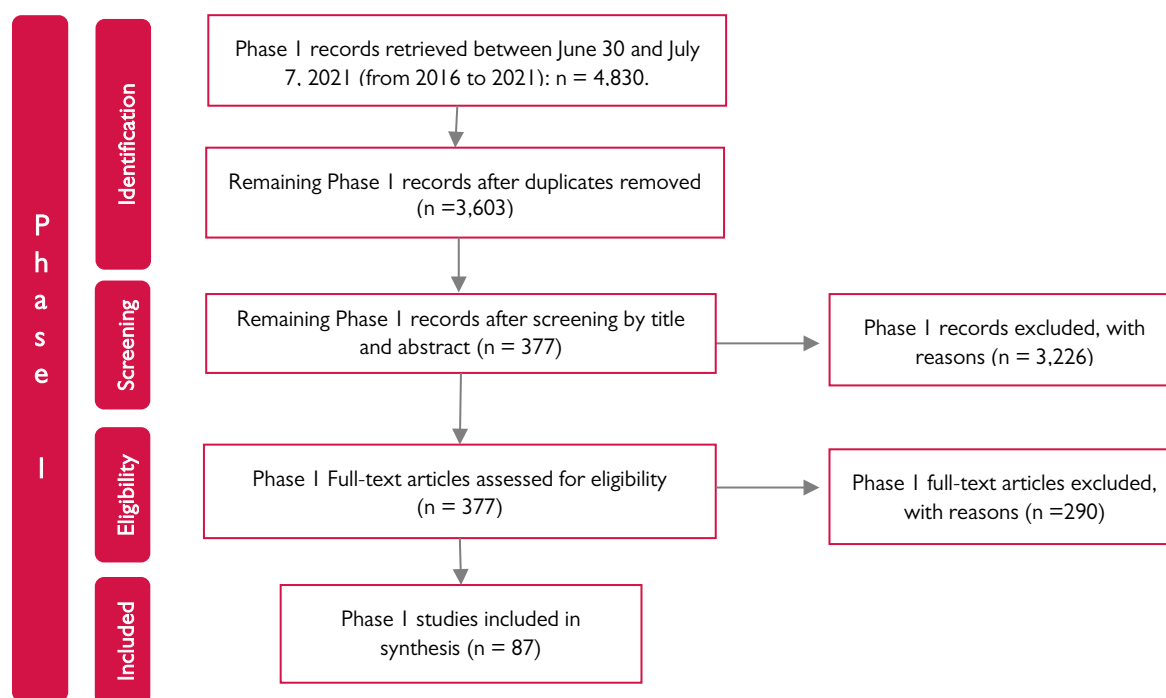 Phase 1
Identification
Phase 1 records retrieved between June 30 and July
7, 2021 (from 2016 to 2021): n = 4,830.
Remaining Phase 1 records after duplicates removed
(n =3,603)
Screening
Remaining Phase 1 records after screening by title
and abstract (n = 377)
Phase 1 records excluded, with
reasons (n = 3,226)
Eligibility
Phase 1 Full-text articles assessed for eligibility
(n = 377)
Phase 1 full-text articles excluded,
with reasons (n =290)
Included
Phase 1 studies included in
synthesis (n = 87)